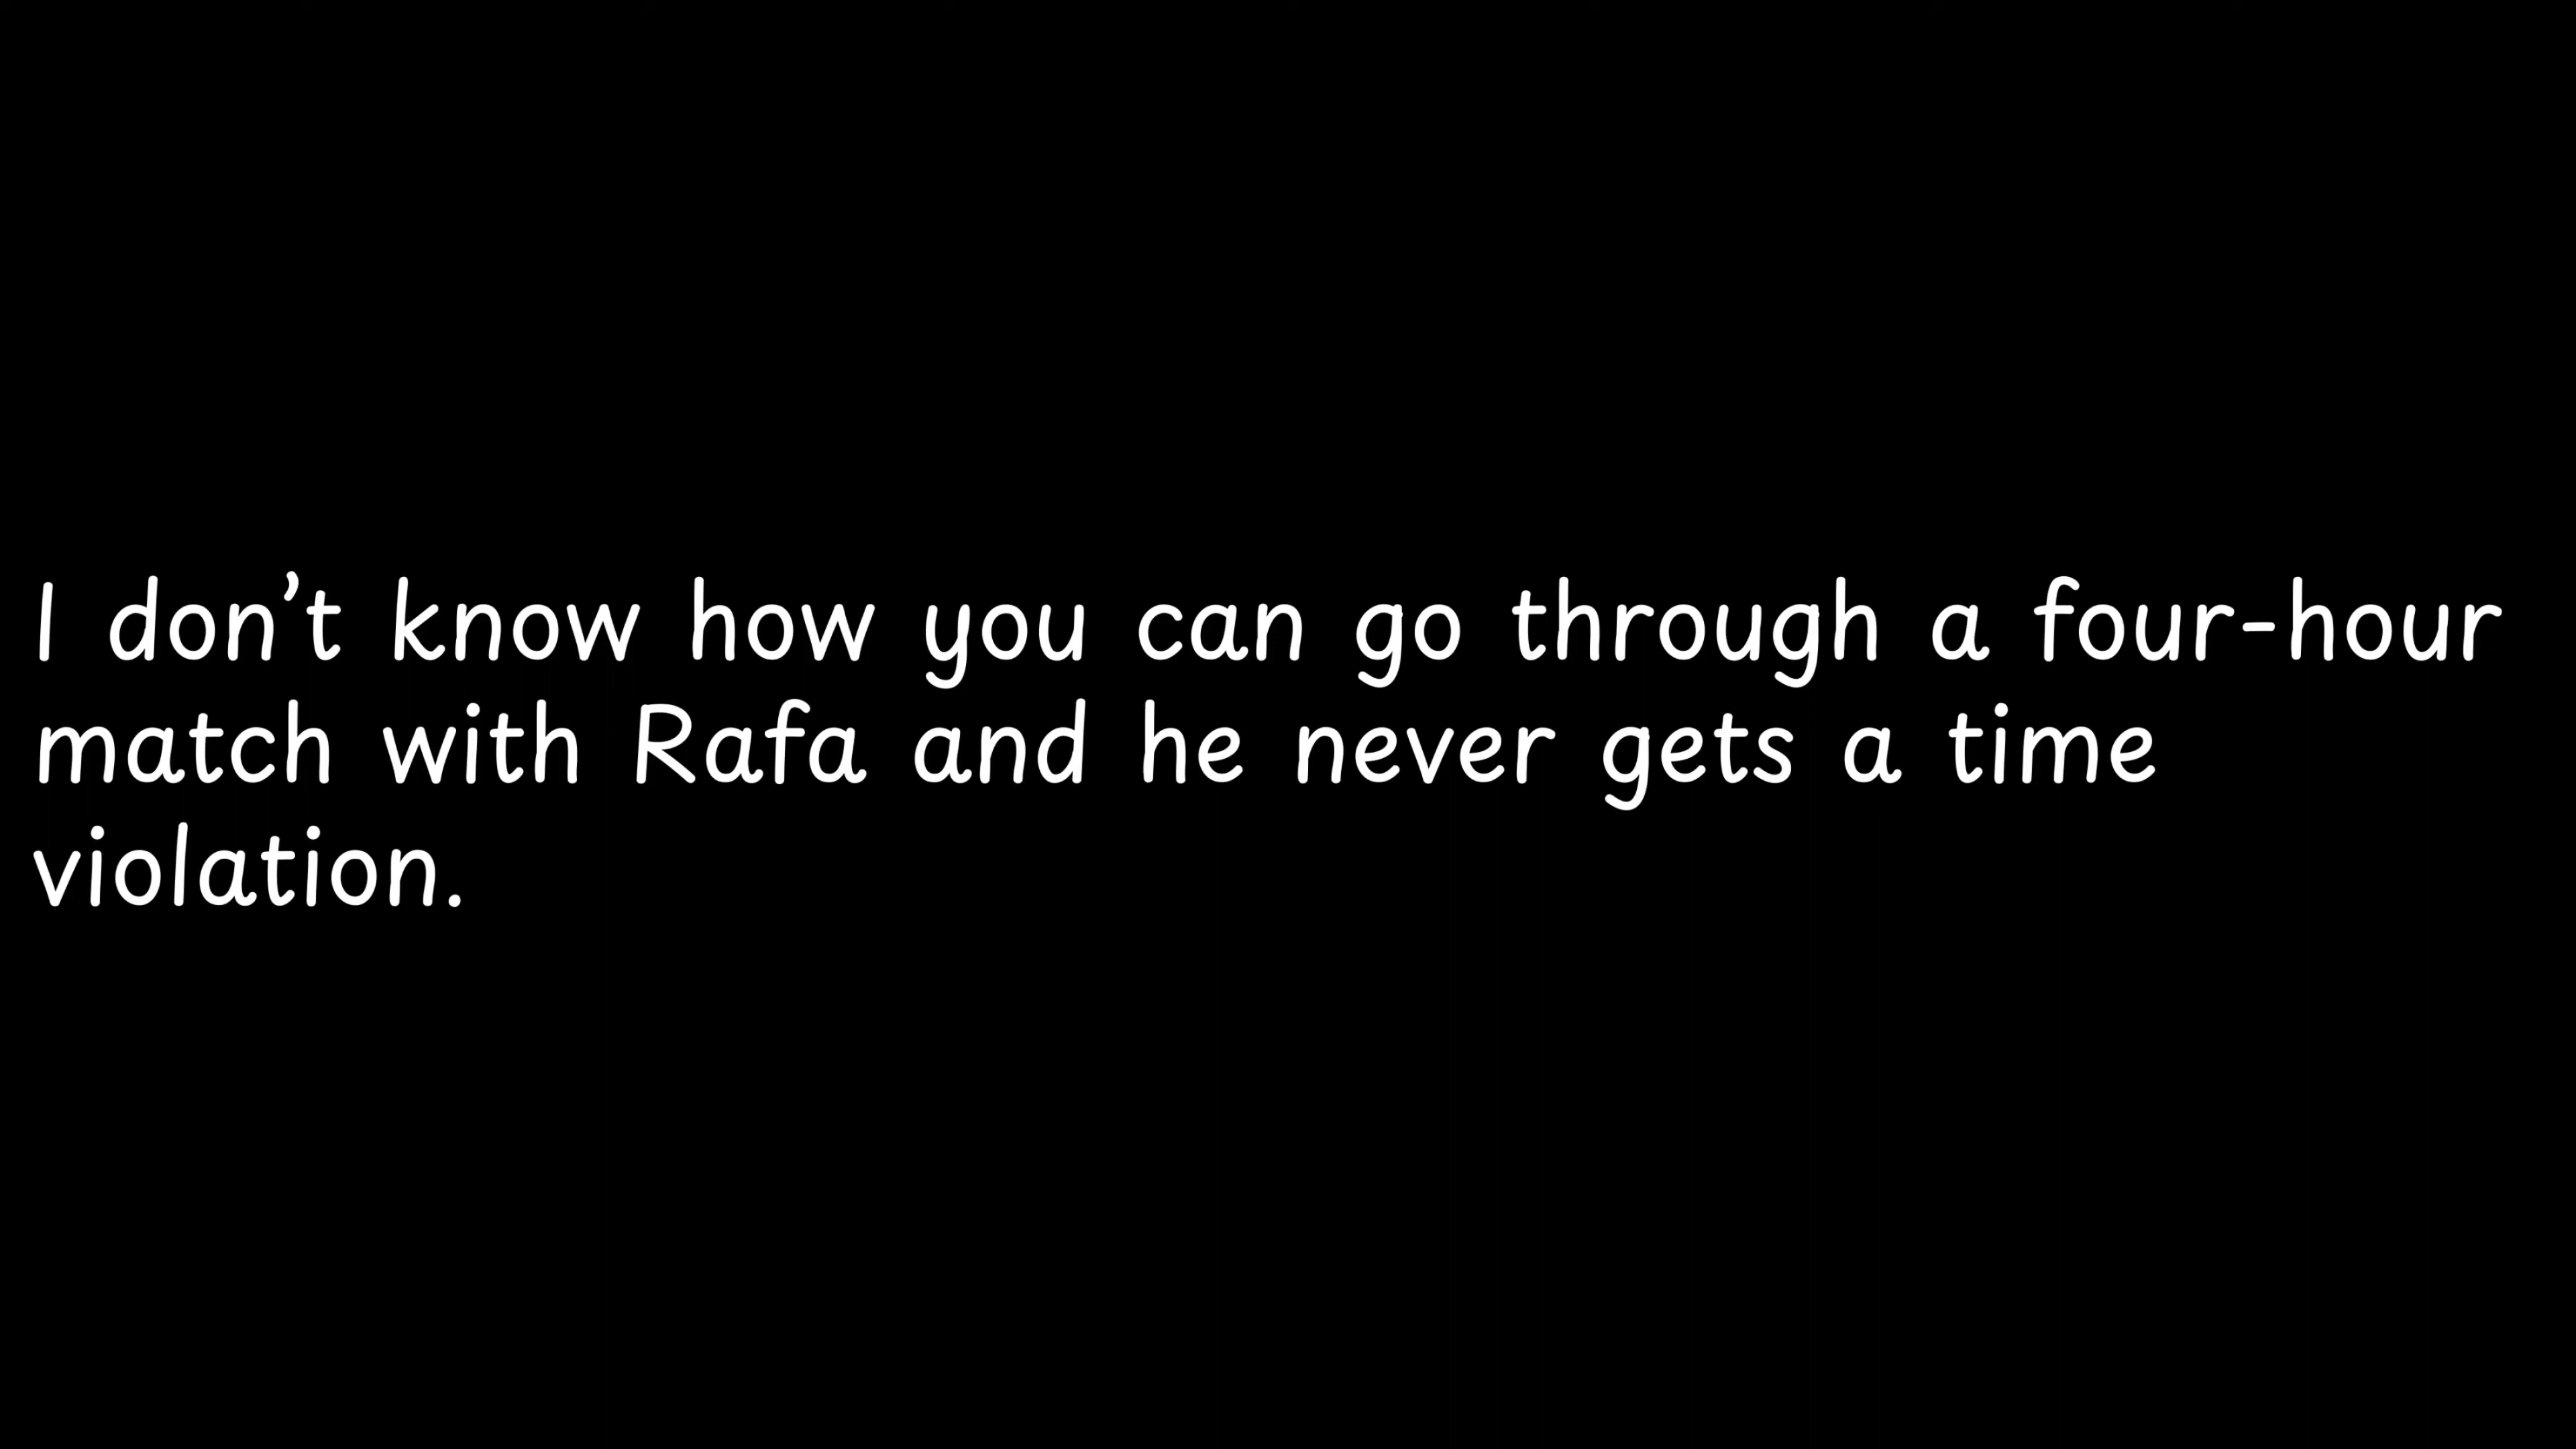 I don’t know how you can go through a four-hour
match with Rafa and he never gets a time
violation.